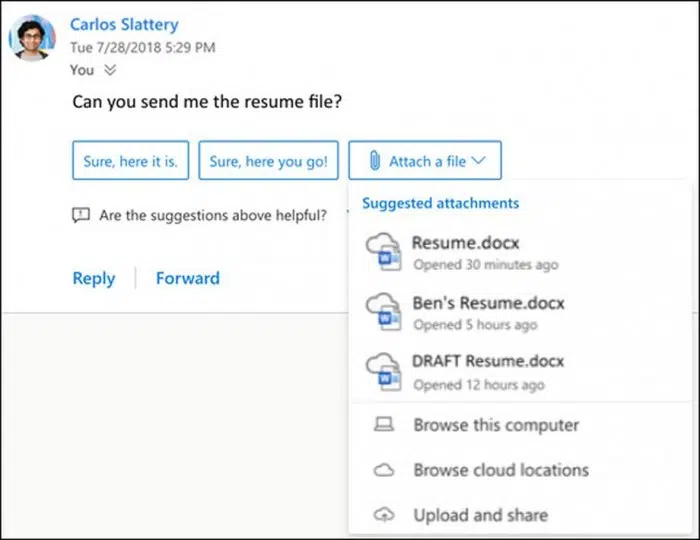 Carlos Slattery
Tue 7/28/2018 5:29 PM
You
Can you send me the resume file?
Sure, here it is.
Sure, here you go!
Attach a file
Are the suggestions above helpful?
Reply
Forward
Suggested attachments
W
Resume.docx
Opened 30 minutes ago
W
Ben's Resume.docx
Opened 5 hours ago
W
DRAFT Resume.docx
Opened 12 hours ago
Browse this computer
Browse cloud locations
Upload and share